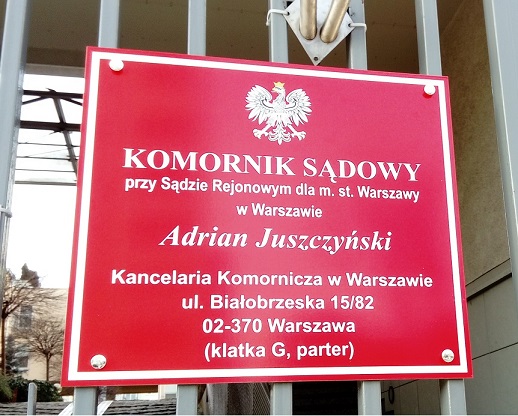 KOMORNIK SĄDOWY
przy Sądzie Rejonowym dla m. st. Warszawy
w Warszawie
Adrian Juszczyński
Kancelaria Komornicza w Warszawie
ul. Białobrzeska 15/82
02-370 Warszawa
(klatka G, parter)